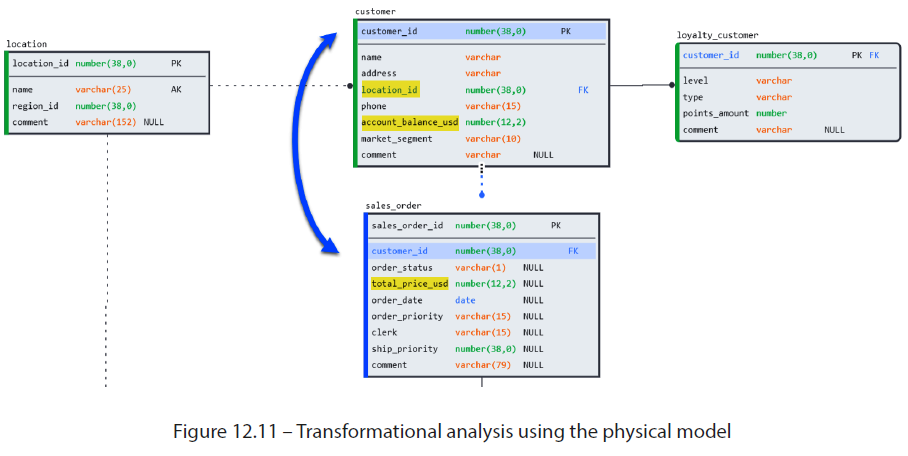 location
location_id number(38,0) PK
name varchar(25) AK
region_id number(38,0)
comment varchar(152) NULL
customer
customer_id number(38,0) PK
name varchar
address varchar
location_id number(38,0) FK
phone varchar(15)
account_balance_usd number(12,2)
market_segment varchar(10)
comment varchar NULL
loyalty_customer
customer_id number(38,0) PK FK
level varchar
type varchar
points_amount number
comment varchar NULL
sales_order
sales_order_id number(38,0) PK
customer_id number(38,0) FK
order_status varchar(1) NULL
total_price_usd number(12,2) NULL
order_date date NULL
order_priority varchar(15) NULL
clerk varchar(15) NULL
ship_priority number(38,0) NULL
comment varchar(79) NULL
Figure 12.11 – Transformational analysis using the physical model